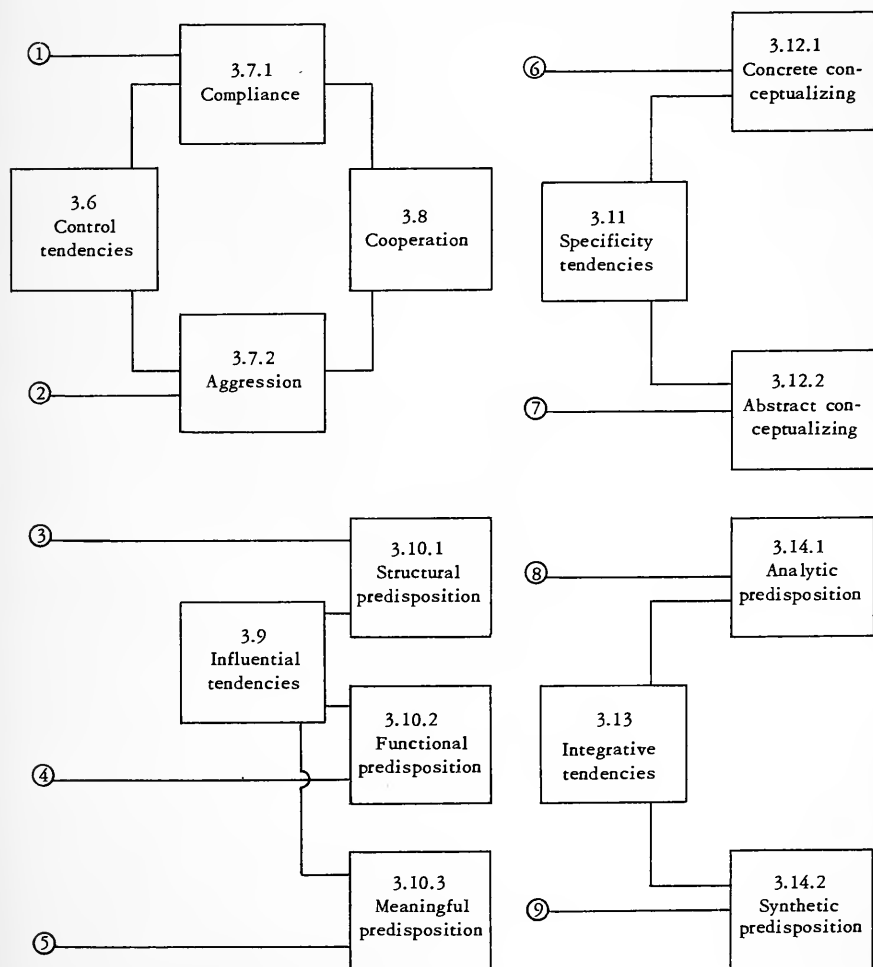 ①
3.7.1
Compliance
3.6
Control
tendencies
3.8
Cooperation
3.7.2
Aggression
②
③
3.10.1
Structural
predisposition
3.9
Influential
tendencies
3.10.2
Functional
predisposition
④
3.10.3
Meaningful
predisposition
⑤
⑥
3.12.1
Concrete con-
ceptualizing
3.11
Specificity
tendencies
3.12.2
Abstract con-
ceptualizing
⑦
3.14.1
Analytic
predisposition
⑧
3.13
Integrative
tendencies
3.14.2
Synthetic
predisposition
⑨